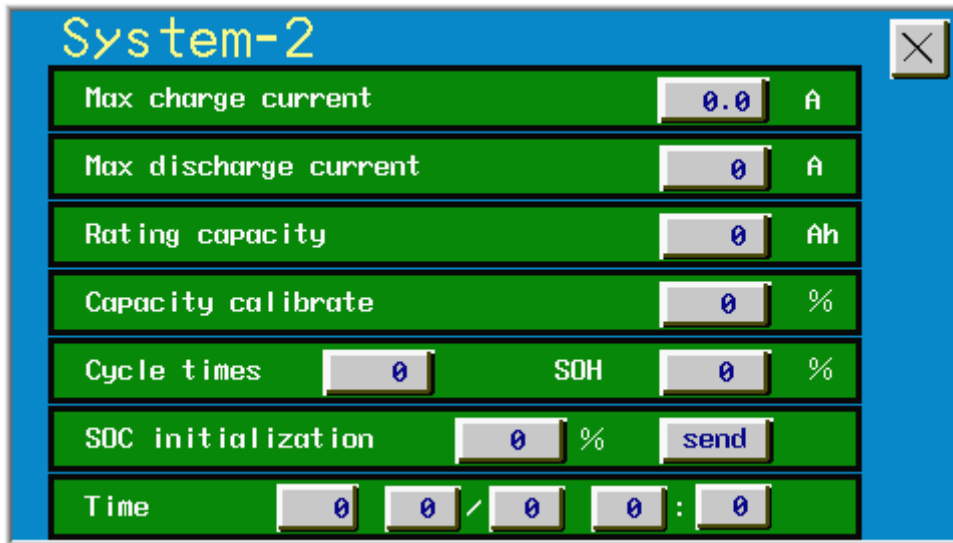 System-2
Max charge current 0.0 A
Max discharge current 0 A
Rating capacity 0 Ah
Capacity calibrate 0 %
Cycle times 0 SOH 0 %
SOC initialization 0 % send
Time 0 0 / 0 0 : 0